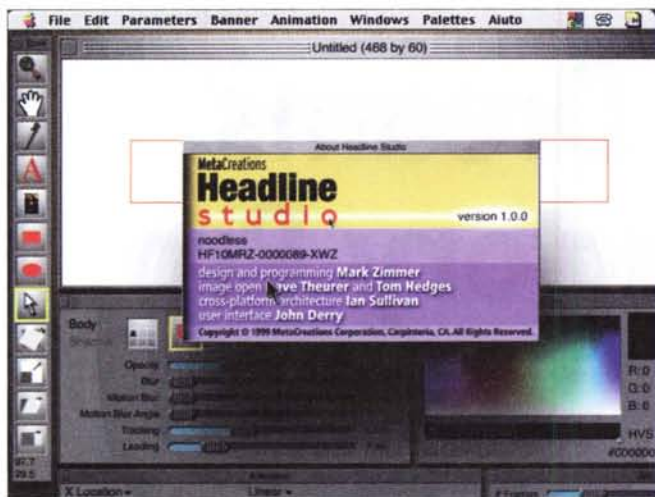 File Edit Parameters Banner Animation Windows Palettes Aiuto
Untitled (468 by 60)
About Headline Studio
MetaCreations
Headline
studio
version 1.0.0
noodless
HF10MRZ-0000089-XWZ
design and programming Mark Zimmer
image open Dave Theurer and Tom Hedges
cross-platform architecture Ian Sullivan
user interface John Derry
Copyright © 1999 MetaCreations Corporation, Carpinteria, CA. All Rights Reserved.
Body
Shadow
Opacity
Blur
Motion Blur
Motion Blur Angle
Tracking
Leading
R: 0
G: 0
B: 0
HVS
#000000
X Location
Linear